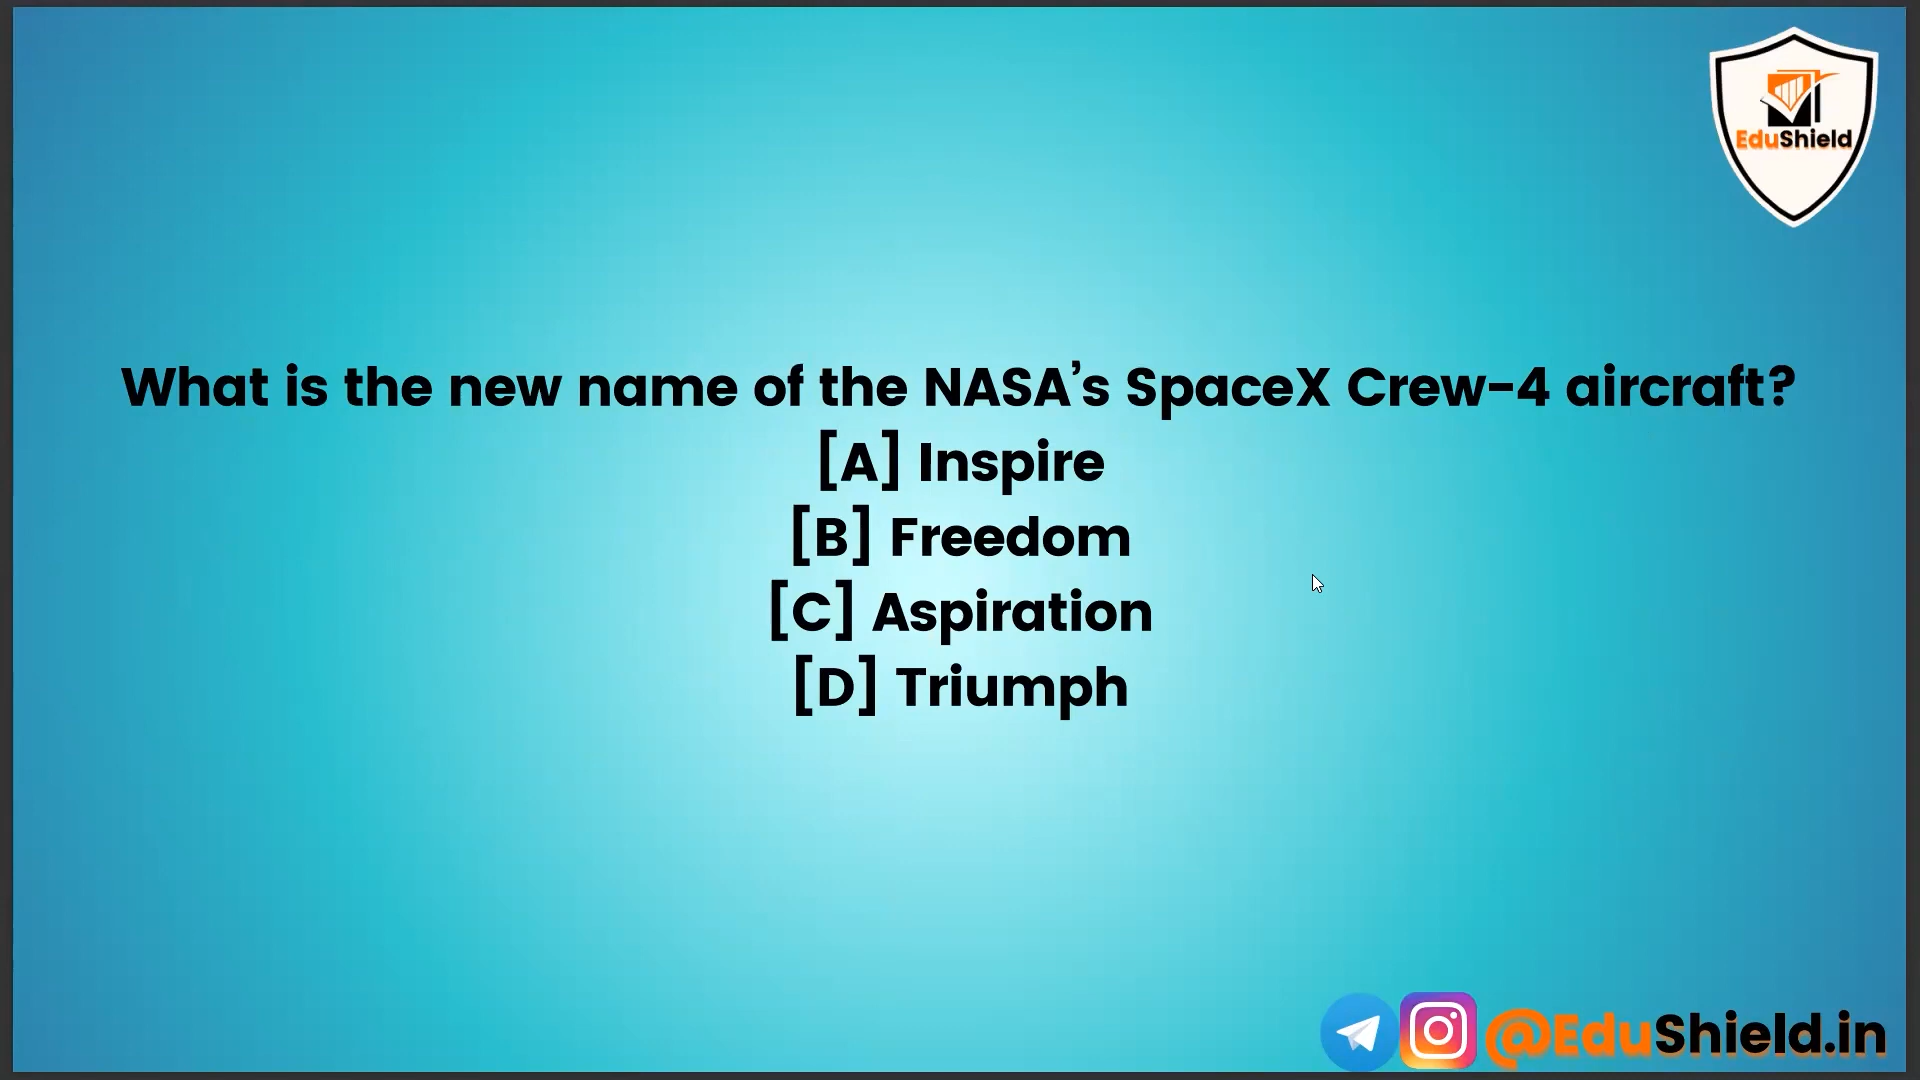 EduShield
What is the new name of the NASA’s SpaceX Crew-4 aircraft?
[A] Inspire
[B] Freedom
[C] Aspiration
[D] Triumph
@EduShield.in